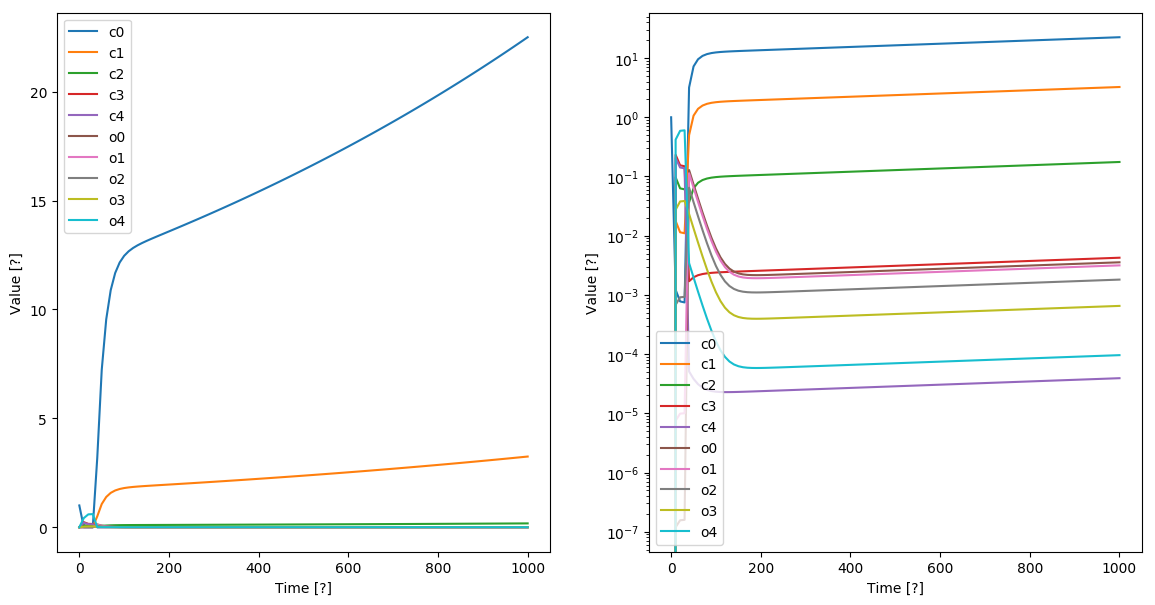 20
15
10
5
0
Value [?]
0
200
400
600
800
1000
Time [?]
c0
c1
c2
c3
c4
o0
o1
o2
o3
o4
10¹
10⁰
10⁻¹
10⁻²
10⁻³
10⁻⁴
10⁻⁵
10⁻⁶
10⁻⁷
Value [?]
0
200
400
600
800
1000
Time [?]
c0
c1
c2
c3
c4
o0
o1
o2
o3
o4